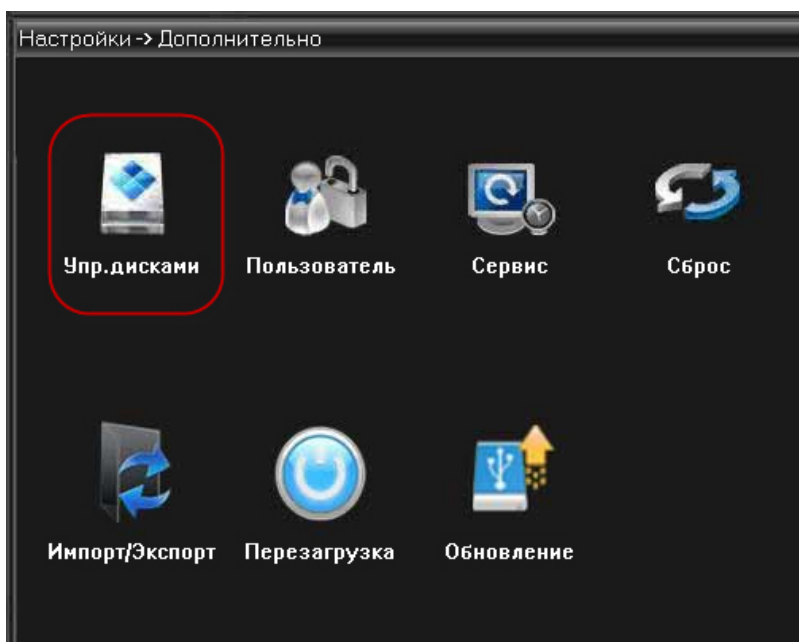 Настройки -> Дополнительно
Упр.дисками
Пользователь
Сервис
Сброс
Импорт/Экспорт
Перезагрузка
Обновление